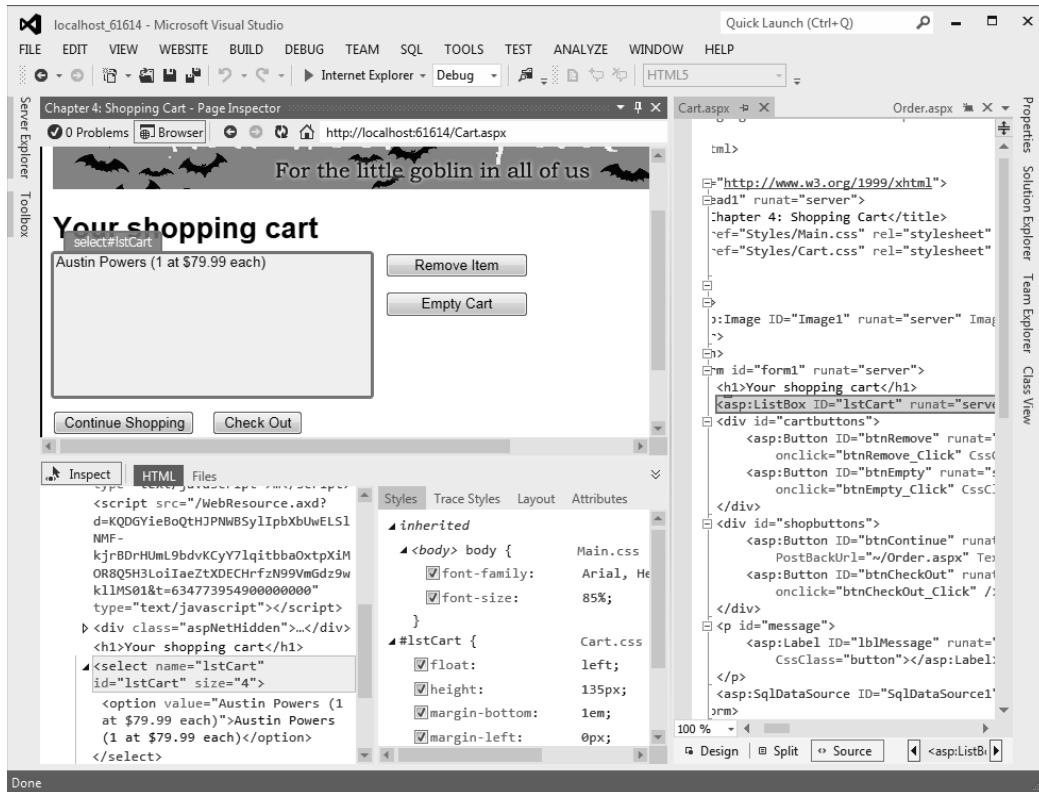 localhost_61614 - Microsoft Visual Studio
Quick Launch (Ctrl+Q)
FILE EDIT VIEW WEBSITE BUILD DEBUG TEAM SQL TOOLS TEST ANALYZE WINDOW HELP
Internet Explorer Debug HTML5
Server Explorer
Toolbox
Chapter 4: Shopping Cart - Page Inspector
0 Problems Browser http://localhost:61614/Cart.aspx
For the little goblin in all of us
Your shopping cart
select#lstCart
Austin Powers (1 at $79.99 each)
Remove Item
Empty Cart
Continue Shopping Check Out
Inspect HTML Files
<script src="/WebResource.axd?
d=KQDGYieBoQtHJPNWBSylIpbXbUwELSl
NMF-
kjrBDrHUmL9bdvKCyY7lqitbbaOxtpXiM
OR8Q5H3LoiIaeZtXDECHrfzN99VmGdz9w
kllMS01&t=634773954900000000"
type="text/javascript"></script>
<div class="aspNetHidden">…</div>
<h1>Your shopping cart</h1>
<select name="lstCart"
id="lstCart" size="4">
<option value="Austin Powers (1
at $79.99 each)">Austin Powers
(1 at $79.99 each)</option>
</select>
Styles Trace Styles Layout Attributes
inherited
<body> body { Main.css
font-family: Arial, He
font-size: 85%;
}
#lstCart { Cart.css
float: left;
height: 135px;
margin-bottom: 1em;
margin-left: 0px;
Cart.aspx Order.aspx
tml>
="http://www.w3.org/1999/xhtml">
ead1" runat="server">
Chapter 4: Shopping Cart</title>
ref="Styles/Main.css" rel="stylesheet"
ref="Styles/Cart.css" rel="stylesheet"
>
p:Image ID="Image1" runat="server" Imag
">
>
rm id="form1" runat="server">
<h1>Your shopping cart</h1>
<asp:ListBox ID="lstCart" runat="serve
<div id="cartbuttons">
<asp:Button ID="btnRemove" runat="
onclick="btnRemove_Click" CssC
<asp:Button ID="btnEmpty" runat="s
onclick="btnEmpty_Click" CssCl
</div>
<div id="shopbuttons">
<asp:Button ID="btnContinue" runat
PostBackUrl="~/Order.aspx" Tex
<asp:Button ID="btnCheckOut" runat
onclick="btnCheckOut_Click" /
</div>
<p id="message">
<asp:Label ID="lblMessage" runat="
CssClass="button"></asp:Label>
</p>
<asp:SqlDataSource ID="SqlDataSource1"
orm>
100 %
Design Split Source <asp:ListB
Properties
Solution Explorer
Team Explorer
Class View
Done